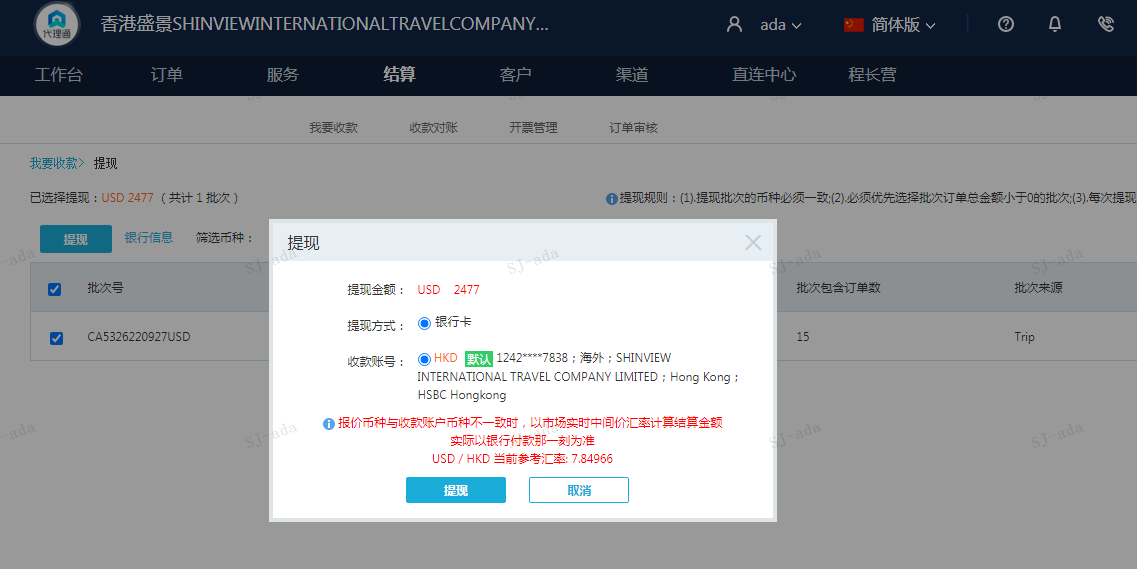 代理通
香港盛景SHINVIEWINTERNATIONALTRAVELCOMPANY...
ada
简体版
工作台 订单 服务 结算 客户 渠道 直连中心 程长营
我要收款 收款对账 开票管理 订单审核
我要收款> 提现
已选择提现：USD 2477 （ 共计 1 批次 ）
提现规则：(1).提现批次的币种必须一致;(2).必须优先选择批次订单总金额小于0的批次;(3).每次提现
提现 银行信息 筛选币种：
批次号 批次包含订单数 批次来源
CA5326220927USD 15 Trip
提现
提现金额： USD 2477
提现方式： 银行卡
收款账号： HKD 默认 1242****7838；海外；SHINVIEW
INTERNATIONAL TRAVEL COMPANY LIMITED；Hong Kong；
HSBC Hongkong
报价币种与收款账户币种不一致时，以市场实时中间价汇率计算结算金额
实际以银行付款那一刻为准
USD / HKD 当前参考汇率: 7.84966
提现 取消
SJ-ada
SJ-ada
SJ-ada
SJ-ada
SJ-ada
SJ-ada
SJ-ada